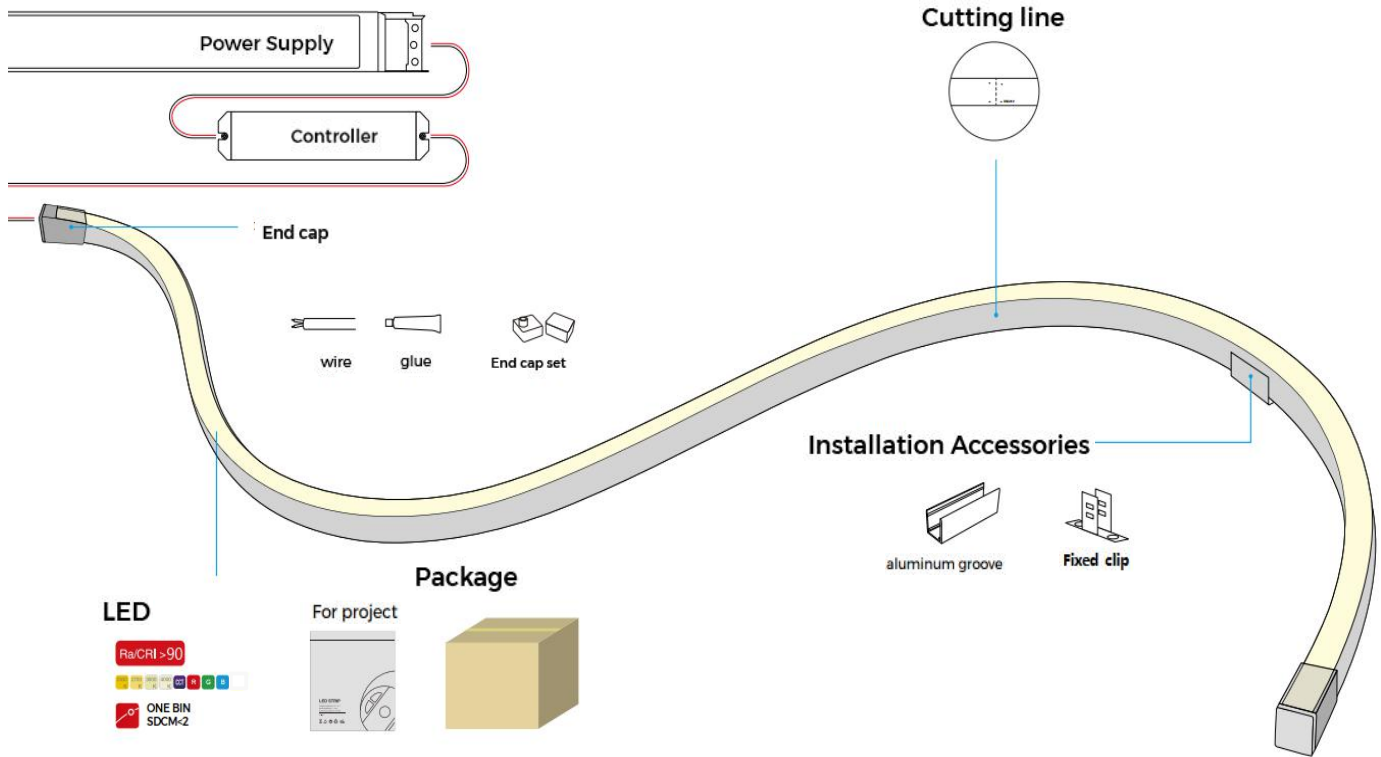 Cutting line
Power Supply
Controller
End cap
wire
glue
End cap set
Installation Accessories
aluminum groove
Fixed clip
Package
LED
For project
Ra/CRI >90
R
G
B
ONE BIN
SDCM<2
LED STRIP